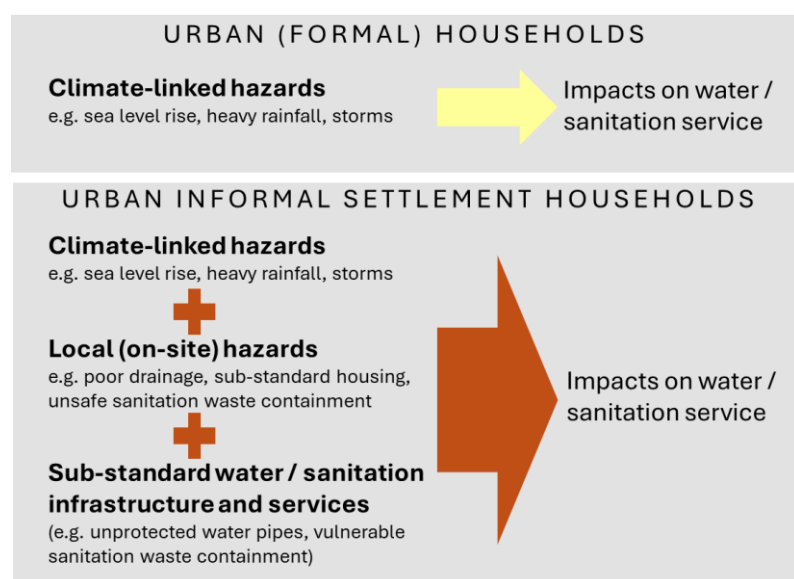 URBAN (FORMAL) HOUSEHOLDS
Climate-linked hazards
e.g. sea level rise, heavy rainfall, storms
Impacts on water /
sanitation service
URBAN INFORMAL SETTLEMENT HOUSEHOLDS
Climate-linked hazards
e.g. sea level rise, heavy rainfall, storms
Local (on-site) hazards
e.g. poor drainage, sub-standard housing,
unsafe sanitation waste containment
Sub-standard water / sanitation
infrastructure and services
(e.g. unprotected water pipes, vulnerable
sanitation waste containment)
Impacts on water /
sanitation service